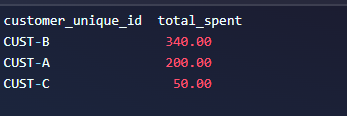 customer_unique_id  total_spent
CUST-B               340.00
CUST-A               200.00
CUST-C                50.00